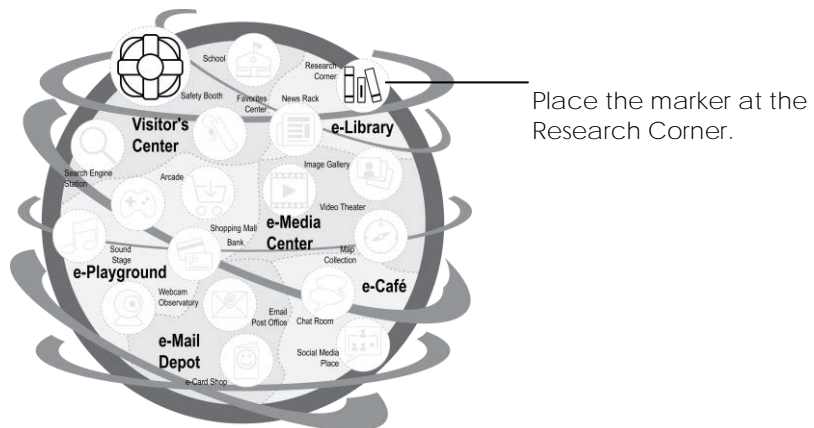 School
Research
Corner
Safety Booth
Favorites
Center
News Rack
Visitor's
Center
e-Library
Search Engine
Station
Arcade
Image Gallery
Video Theater
Shopping Mall
Bank
e-Media
Center
Map
Collection
Sound
Stage
e-Playground
Webcam
Observatory
e-Café
Email
Post Office
Chat Room
e-Mail
Depot
Social Media
Place
e-Card Shop
Place the marker at the
Research Corner.